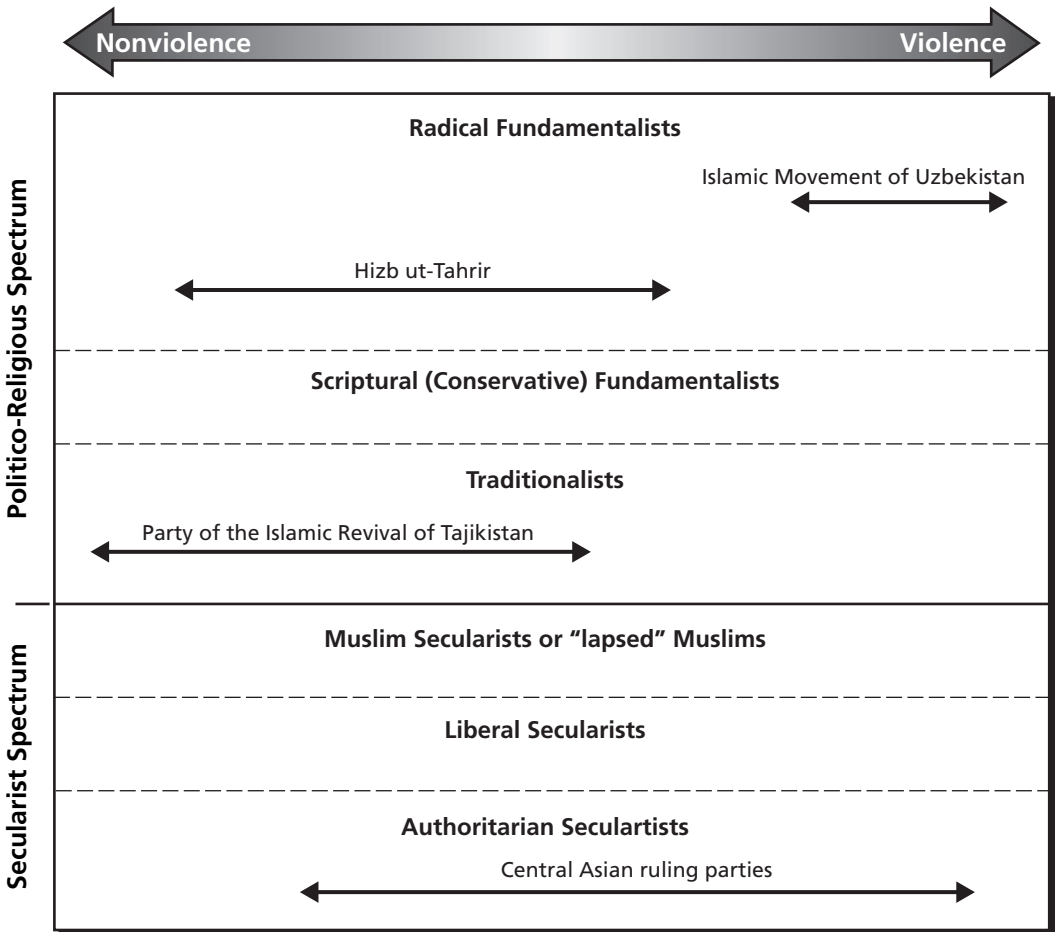 Nonviolence
Violence
Politico-Religious Spectrum
Radical Fundamentalists
Islamic Movement of Uzbekistan
Hizb ut-Tahrir
Scriptural (Conservative) Fundamentalists
Traditionalists
Party of the Islamic Revival of Tajikistan
Secularist Spectrum
Muslim Secularists or “lapsed” Muslims
Liberal Secularists
Authoritarian Seculartists
Central Asian ruling parties